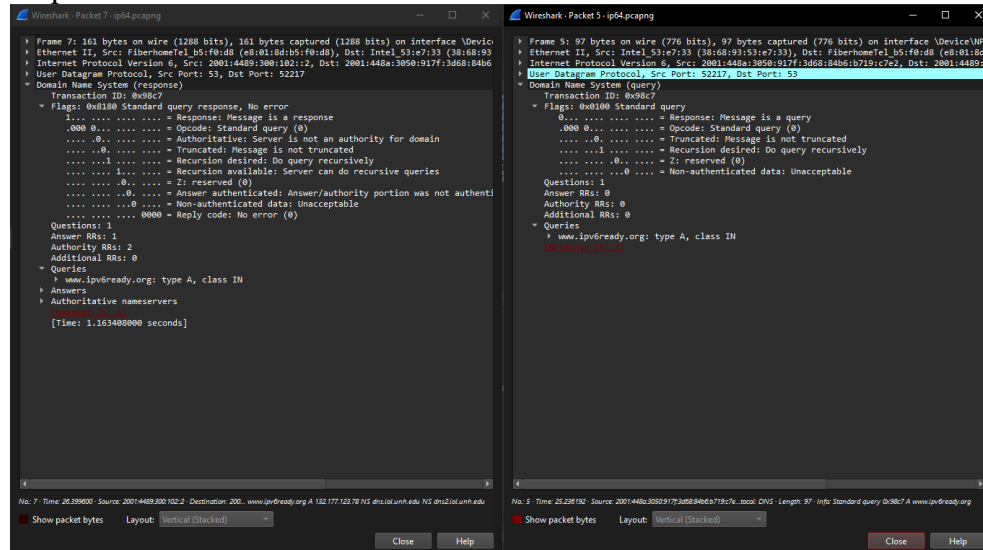 Wireshark · Packet 7 · ip64.pcapng
Frame 7: 161 bytes on wire (1288 bits), 161 bytes captured (1288 bits) on interface \Devic
Ethernet II, Src: FiberhomeTel_b5:f0:d8 (e8:01:8d:b5:f0:d8), Dst: Intel_53:e7:33 (38:68:93
Internet Protocol Version 6, Src: 2001:4489:300:102::2, Dst: 2001:448a:3050:917f:3d68:84b6
User Datagram Protocol, Src Port: 53, Dst Port: 52217
Domain Name System (response)
Transaction ID: 0x98c7
Flags: 0x8180 Standard query response, No error
1... .... .... .... = Response: Message is a response
.000 0... .... .... = Opcode: Standard query (0)
.... .0.. .... .... = Authoritative: Server is not an authority for domain
.... ..0. .... .... = Truncated: Message is not truncated
.... ...1 .... .... = Recursion desired: Do query recursively
.... .... 1... .... = Recursion available: Server can do recursive queries
.... .... .0.. .... = Z: reserved (0)
.... .... ..0. .... = Answer authenticated: Answer/authority portion was not authenti
.... .... ...0 .... = Non-authenticated data: Unacceptable
.... .... .... 0000 = Reply code: No error (0)
Questions: 1
Answer RRs: 1
Authority RRs: 2
Additional RRs: 0
Queries
www.ipv6ready.org: type A, class IN
Answers
Authoritative nameservers
[Time: 1.163408000 seconds]
No.: 7 · Time: 26.399600 · Source: 2001:4489:300:102::2 · Destination: 200... www.ipv6ready.org A 132.177.123.78 NS dns.iol.unh.edu NS dns2.iol.unh.edu
Show packet bytes Layout: Vertical (Stacked)
Close Help
Wireshark · Packet 5 · ip64.pcapng
Frame 5: 97 bytes on wire (776 bits), 97 bytes captured (776 bits) on interface \Device\NP
Ethernet II, Src: Intel_53:e7:33 (38:68:93:53:e7:33), Dst: FiberhomeTel_b5:f0:d8 (e8:01:8d
Internet Protocol Version 6, Src: 2001:448a:3050:917f:3d68:84b6:b719:c7e2, Dst: 2001:4489:
User Datagram Protocol, Src Port: 52217, Dst Port: 53
Domain Name System (query)
Transaction ID: 0x98c7
Flags: 0x0100 Standard query
0... .... .... .... = Response: Message is a query
.000 0... .... .... = Opcode: Standard query (0)
.... ..0. .... .... = Truncated: Message is not truncated
.... ...1 .... .... = Recursion desired: Do query recursively
.... .... .0.. .... = Z: reserved (0)
.... .... ...0 .... = Non-authenticated data: Unacceptable
Questions: 1
Answer RRs: 0
Authority RRs: 0
Additional RRs: 0
Queries
www.ipv6ready.org: type A, class IN
No.: 5 · Time: 25.236192 · Source: 2001:448a:3050:917f:3d68:84b6:b719:c7e...tocol: DNS · Length: 97 · Info: Standard query 0x98c7 A www.ipv6ready.org
Show packet bytes Layout: Vertical (Stacked)
Close Help